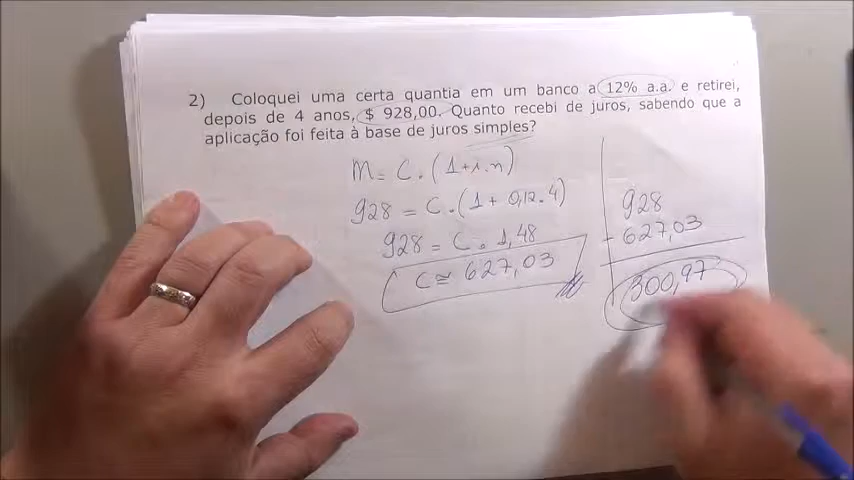 2) Coloquei uma certa quantia em um banco a 12% a.a. e retirei,
depois de 4 anos, $ 928,00. Quanto recebi de juros, sabendo que a
aplicação foi feita à base de juros simples?
M = C . (1+i.n)
928 = C . (1 + 0,12 . 4)
928 = C . 1,48
C ≅ 627,03
928
- 627,03
300,97